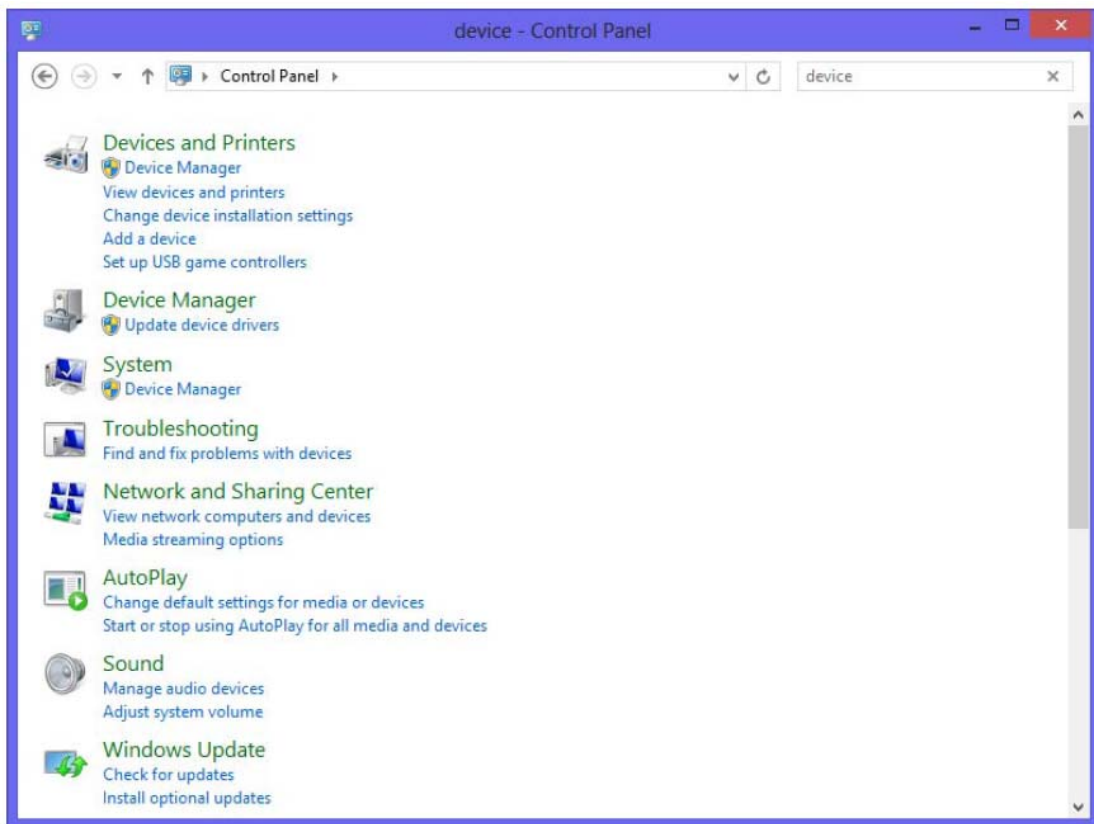 device - Control Panel
Control Panel
device
Devices and Printers
Device Manager
View devices and printers
Change device installation settings
Add a device
Set up USB game controllers
Device Manager
Update device drivers
System
Device Manager
Troubleshooting
Find and fix problems with devices
Network and Sharing Center
View network computers and devices
Media streaming options
AutoPlay
Change default settings for media or devices
Start or stop using AutoPlay for all media and devices
Sound
Manage audio devices
Adjust system volume
Windows Update
Check for updates
Install optional updates